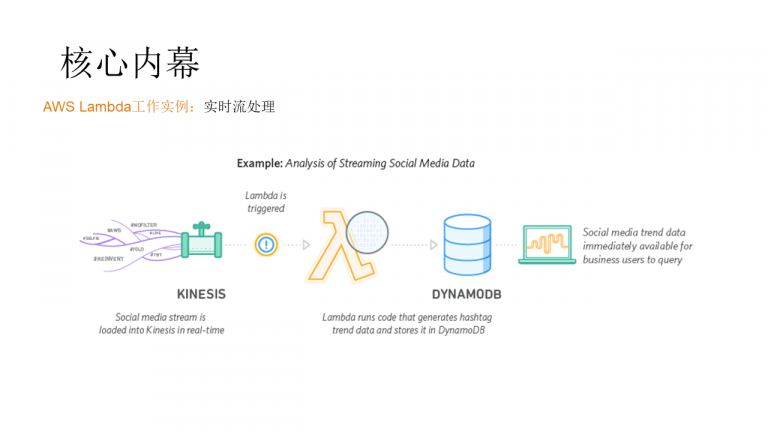 核心内幕
AWS Lambda工作实例：实时流处理
Example: Analysis of Streaming Social Media Data
Lambda is
triggered
#NOFILTER
#AWS
#LIFE
#SELFIE
#YOLO
#TBT
#REINVENT
Social media trend data
immediately available for
business users to query
KINESIS
DYNAMODB
Social media stream is
loaded into Kinesis in real-time
Lambda runs code that generates hashtag
trend data and stores it in DynamoDB